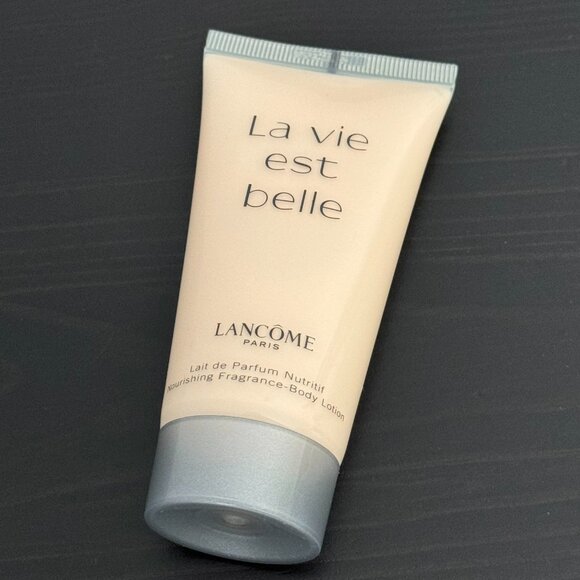 La vie
est
belle
LANCÔME
PARIS
Lait de Parfum Nutritif
Nourishing Fragrance-Body Lotion